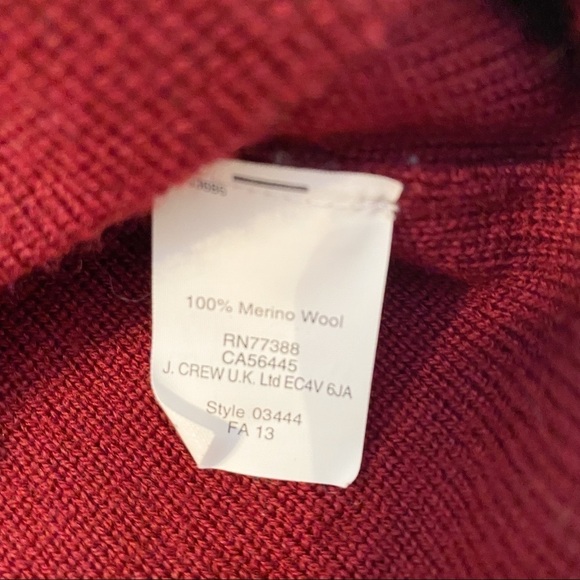 100% Merino Wool
RN77388
CA56445
J. CREW U.K. Ltd EC4V 6JA
Style 03444
FA 13